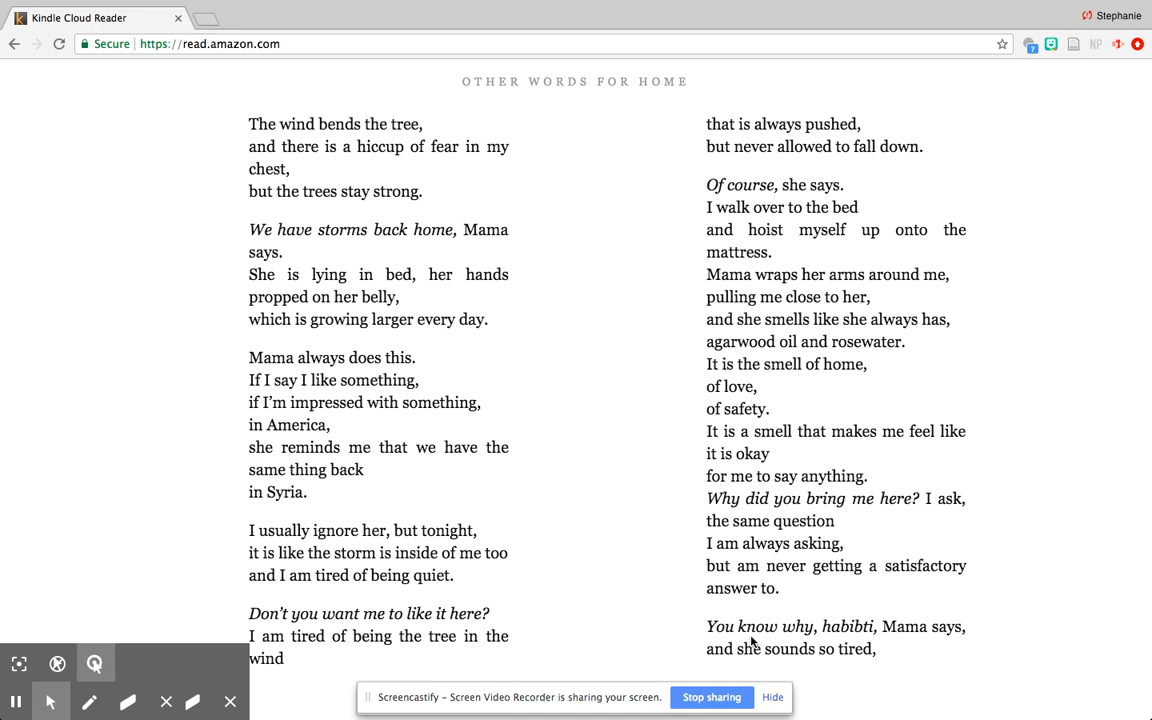 Kindle Cloud Reader
Stephanie
Secure | https://read.amazon.com
NP
OTHER WORDS FOR HOME
The wind bends the tree,
and there is a hiccup of fear in my
chest,
but the trees stay strong.
We have storms back home, Mama
says.
She is lying in bed, her hands
propped on her belly,
which is growing larger every day.
Mama always does this.
If I say I like something,
if I'm impressed with something,
in America,
she reminds me that we have the
same thing back
in Syria.
I usually ignore her, but tonight,
it is like the storm is inside of me too
and I am tired of being quiet.
Don't you want me to like it here?
I am tired of being the tree in the
wind
that is always pushed,
but never allowed to fall down.
Of course, she says.
I walk over to the bed
and hoist myself up onto the
mattress.
Mama wraps her arms around me,
pulling me close to her,
and she smells like she always has,
agarwood oil and rosewater.
It is the smell of home,
of love,
of safety.
It is a smell that makes me feel like
it is okay
for me to say anything.
Why did you bring me here? I ask,
the same question
I am always asking,
but am never getting a satisfactory
answer to.
You know why, habibti, Mama says,
and she sounds so tired,
Screencastify – Screen Video Recorder is sharing your screen.
Stop sharing
Hide